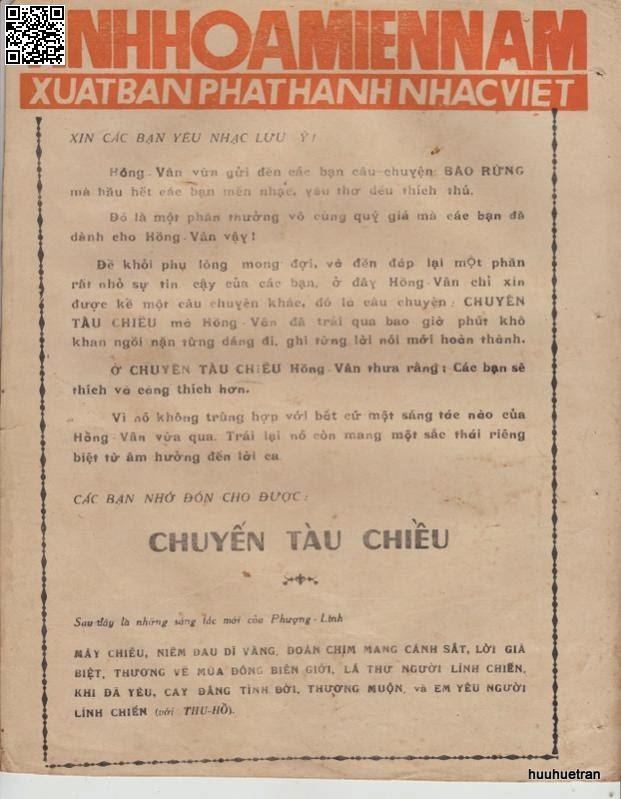 NHHOAMIENNAM
XUATBAN PHATHANH NHACVIET
XIN CÁC BẠN YÊU NHẠC LƯU Ý!
Hồng-Vân vừa gửi đến các bạn câu chuyện: BÃO RỪNG
mà hầu hết các bạn mến nhạc, yêu thơ đều thích thú.
Đó là một phần thưởng vô cùng quý giá mà các bạn đã
dành cho Hồng-Vân vậy!
Để khỏi phụ lòng mong đợi, và đền đáp lại một phần
rất nhỏ sự tin cậy của các bạn, ở đây Hồng-Vân chỉ xin
được kể một câu chuyện khác, đó là câu chuyện: CHUYẾN
TÀU CHIỀU mà Hồng-Vân đã trải qua bao giờ phút khô
khan ngồi nặn từng dáng đi, ghi từng lời nói mới hoàn thành.
Ở CHUYẾN TÀU CHIỀU Hồng-Vân thưa rằng: Các bạn sẽ
thích và càng thích hơn.
Vì nó không trùng hợp với bất cứ một sáng tác nào của
Hồng-Vân vừa qua. Trái lại nó còn mang một sắc thái riêng
biệt từ âm hưởng đến lời ca
CÁC BẠN NHỚ ĐÓN CHO ĐƯỢC:
CHUYẾN TÀU CHIỀU
Sau đây là những sáng tác mới của Phượng-Linh
MÂY CHIỀU, NIỀM ĐAU DĨ VÃNG, ĐOÀN CHIM MANG CÁNH SẮT, LỜI GIÃ
BIỆT, THƯƠNG VỀ MÙA ĐÔNG BIÊN GIỚI, LÁ THƯ NGƯỜI LÍNH CHIẾN,
KHI ĐÃ YÊU, CAY ĐẮNG TÌNH ĐỜI, THƯƠNG MUỘN, và EM YÊU NGƯỜI
LÍNH CHIẾN (với THU-HỒ).
huuhuetran